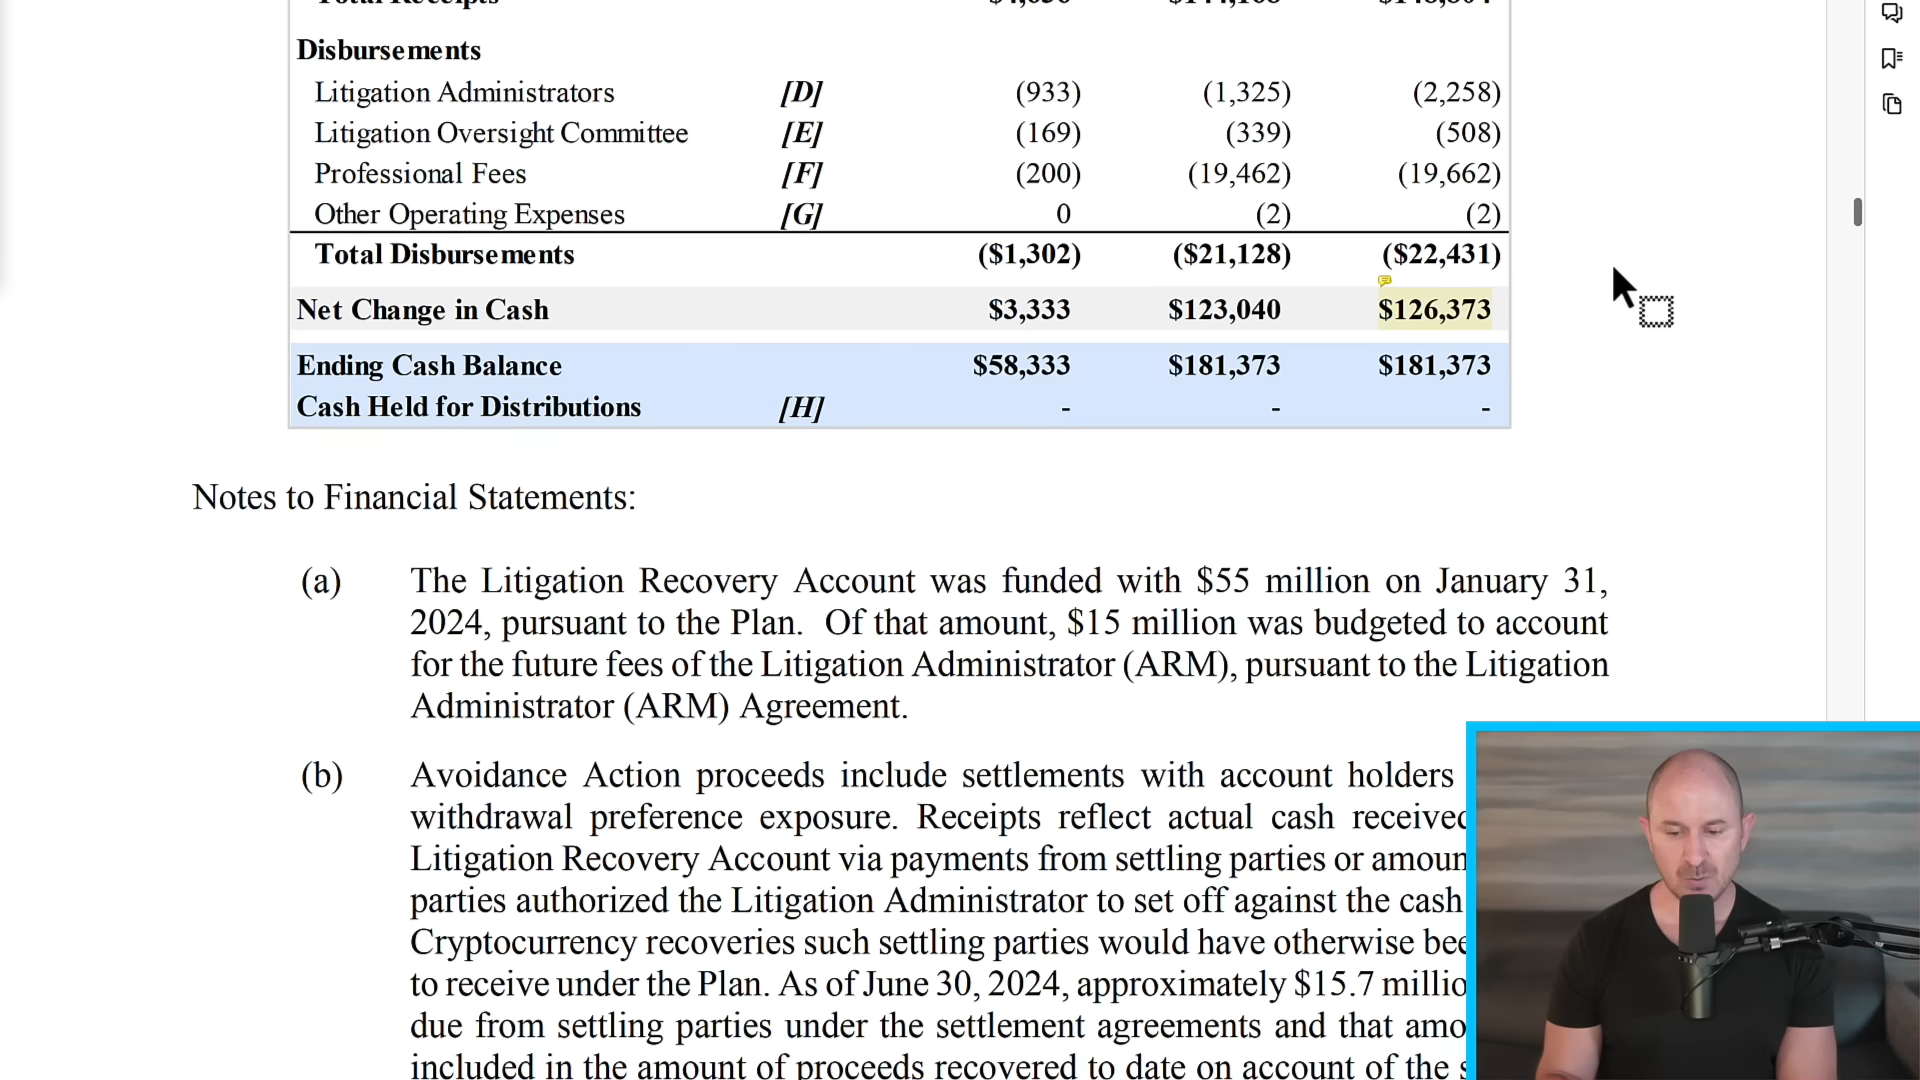 Total Receipts
Disbursements
Litigation Administrators [D] (933) (1,325) (2,258)
Litigation Oversight Committee [E] (169) (339) (508)
Professional Fees [F] (200) (19,462) (19,662)
Other Operating Expenses [G] 0 (2) (2)
Total Disbursements ($1,302) ($21,128) ($22,431)
Net Change in Cash $3,333 $123,040 $126,373
Ending Cash Balance $58,333 $181,373 $181,373
Cash Held for Distributions [H] - - -
Notes to Financial Statements:
(a) The Litigation Recovery Account was funded with $55 million on January 31,
2024, pursuant to the Plan. Of that amount, $15 million was budgeted to account
for the future fees of the Litigation Administrator (ARM), pursuant to the Litigation
Administrator (ARM) Agreement.
(b) Avoidance Action proceeds include settlements with account holders
withdrawal preference exposure. Receipts reflect actual cash
Litigation Recovery Account via payments from settling parties or
parties authorized the Litigation Administrator to set off against the cash
Cryptocurrency recoveries such settling parties would have otherwise
to receive under the Plan. As of June 30, 2024, approximately $15.7
due from settling parties under the settlement agreements and that
included in the amount of proceeds recovered to date on account of the